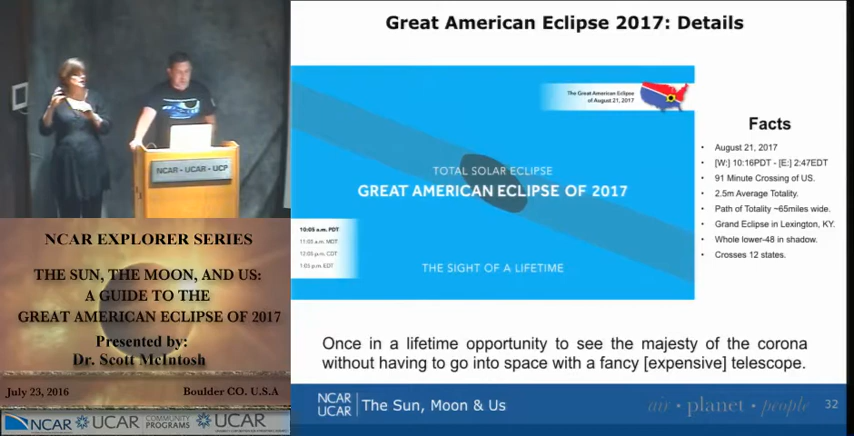 Great American Eclipse 2017: Details
The Great American Eclipse
of August 21, 2017
TOTAL SOLAR ECLIPSE
GREAT AMERICAN ECLIPSE OF 2017
THE SIGHT OF A LIFETIME
10:05 a.m. PDT
11:05 a.m. MDT
12:05 p.m. CDT
1:05 p.m. EDT
Facts
• August 21, 2017
• [W:] 10:16PDT - [E:] 2:47EDT
• 91 Minute Crossing of US.
• 2.5m Average Totality.
• Path of Totality ~65miles wide.
• Grand Eclipse in Lexington, KY.
• Whole lower-48 in shadow.
• Crosses 12 states.
Once in a lifetime opportunity to see the majesty of the corona
without having to go into space with a fancy [expensive] telescope.
NCAR
UCAR
The Sun, Moon & Us
air • planet • people
32
NCAR - UCAR - UCP
NCAR EXPLORER SERIES
THE SUN, THE MOON, AND US:
A GUIDE TO THE
GREAT AMERICAN ECLIPSE OF 2017
Presented by:
Dr. Scott McIntosh
July 23, 2016
Boulder CO. U.S.A
NCAR
UCAR
COMMUNITY
PROGRAMS
UCAR